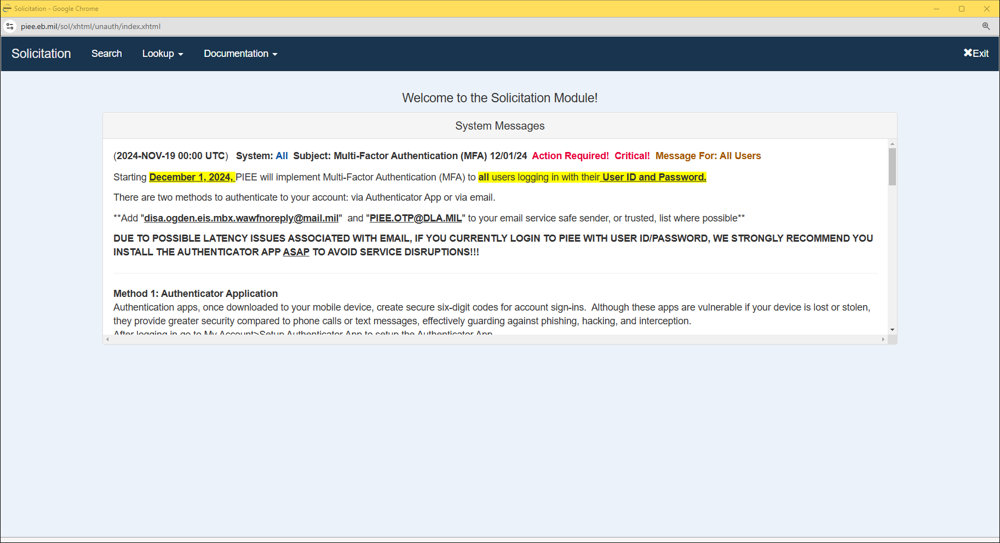 Solicitation - Google Chrome
piee.eb.mil/sol/xhtml/unauth/index.xhtml
Solicitation Search Lookup Documentation Exit
Welcome to the Solicitation Module!
System Messages
(2024-NOV-19 00:00 UTC) System: All Subject: Multi-Factor Authentication (MFA) 12/01/24 Action Required! Critical! Message For: All Users
Starting December 1, 2024, PIEE will implement Multi-Factor Authentication (MFA) to all users logging in with their User ID and Password.
There are two methods to authenticate to your account: via Authenticator App or via email.
**Add "disa.ogden.eis.mbx.wawfnoreply@mail.mil" and "PIEE.OTP@DLA.MIL" to your email service safe sender, or trusted, list where possible**
DUE TO POSSIBLE LATENCY ISSUES ASSOCIATED WITH EMAIL, IF YOU CURRENTLY LOGIN TO PIEE WITH USER ID/PASSWORD, WE STRONGLY RECOMMEND YOU
INSTALL THE AUTHENTICATOR APP ASAP TO AVOID SERVICE DISRUPTIONS!!!
Method 1: Authenticator Application
Authentication apps, once downloaded to your mobile device, create secure six-digit codes for account sign-ins. Although these apps are vulnerable if your device is lost or stolen,
they provide greater security compared to phone calls or text messages, effectively guarding against phishing, hacking, and interception.
After logging in go to My Account>Setup Authenticator App to setup the Authenticator App